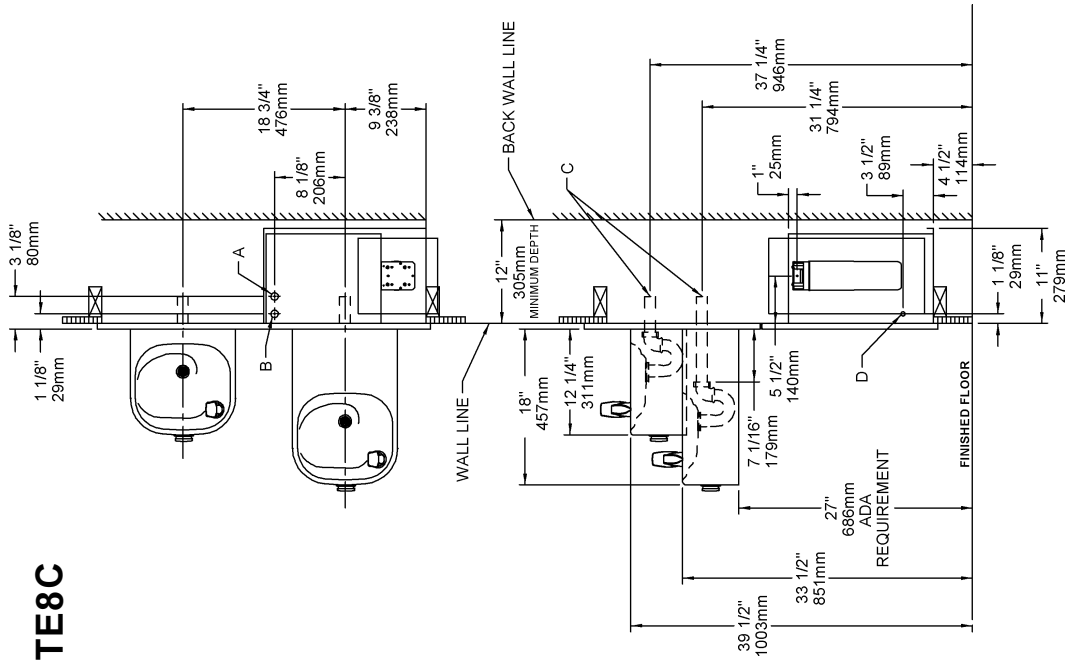 TE8C
1 1/8"
29mm
3 1/8"
80mm
A
B
8 1/8"
206mm
18 3/4"
476mm
9 3/8"
238mm
WALL LINE
12"
305mm
MINIMUM DEPTH
BACK WALL LINE
C
18"
457mm
12 1/4"
311mm
7 1/16"
179mm
5 1/2"
140mm
D
1"
25mm
3 1/2"
89mm
4 1/2"
114mm
1 1/8"
29mm
11"
279mm
37 1/4"
946mm
31 1/4"
794mm
27"
686mm
ADA
REQUIREMENT
33 1/2"
851mm
39 1/2"
1003mm
FINISHED FLOOR